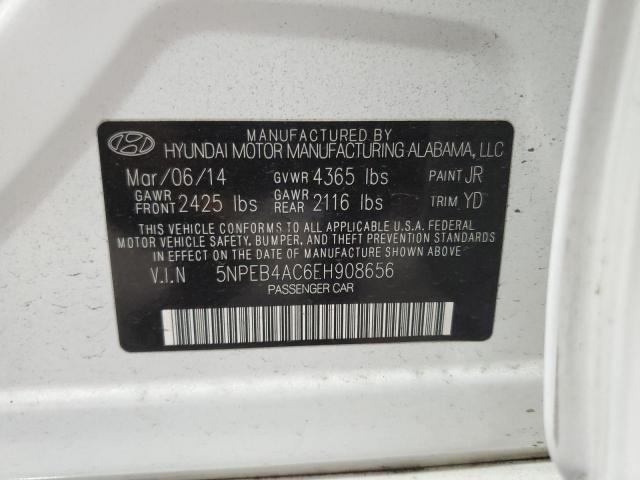 MANUFACTURED BY
HYUNDAI MOTOR MANUFACTURING ALABAMA, LLC
Mar/06/14 GVWR 4365 lbs PAINT JR
GAWR FRONT 2425 lbs GAWR REAR 2116 lbs TRIM YD
THIS VEHICLE CONFORMS TO ALL APPLICABLE U.S.A. FEDERAL
MOTOR VEHICLE SAFETY, BUMPER, AND THEFT PREVENTION
STANDARDS IN EFFECT ON THE DATE OF MANUFACTURE SHOWN ABOVE.
V.I.N 5NPEB4AC6EH908656
PASSENGER CAR